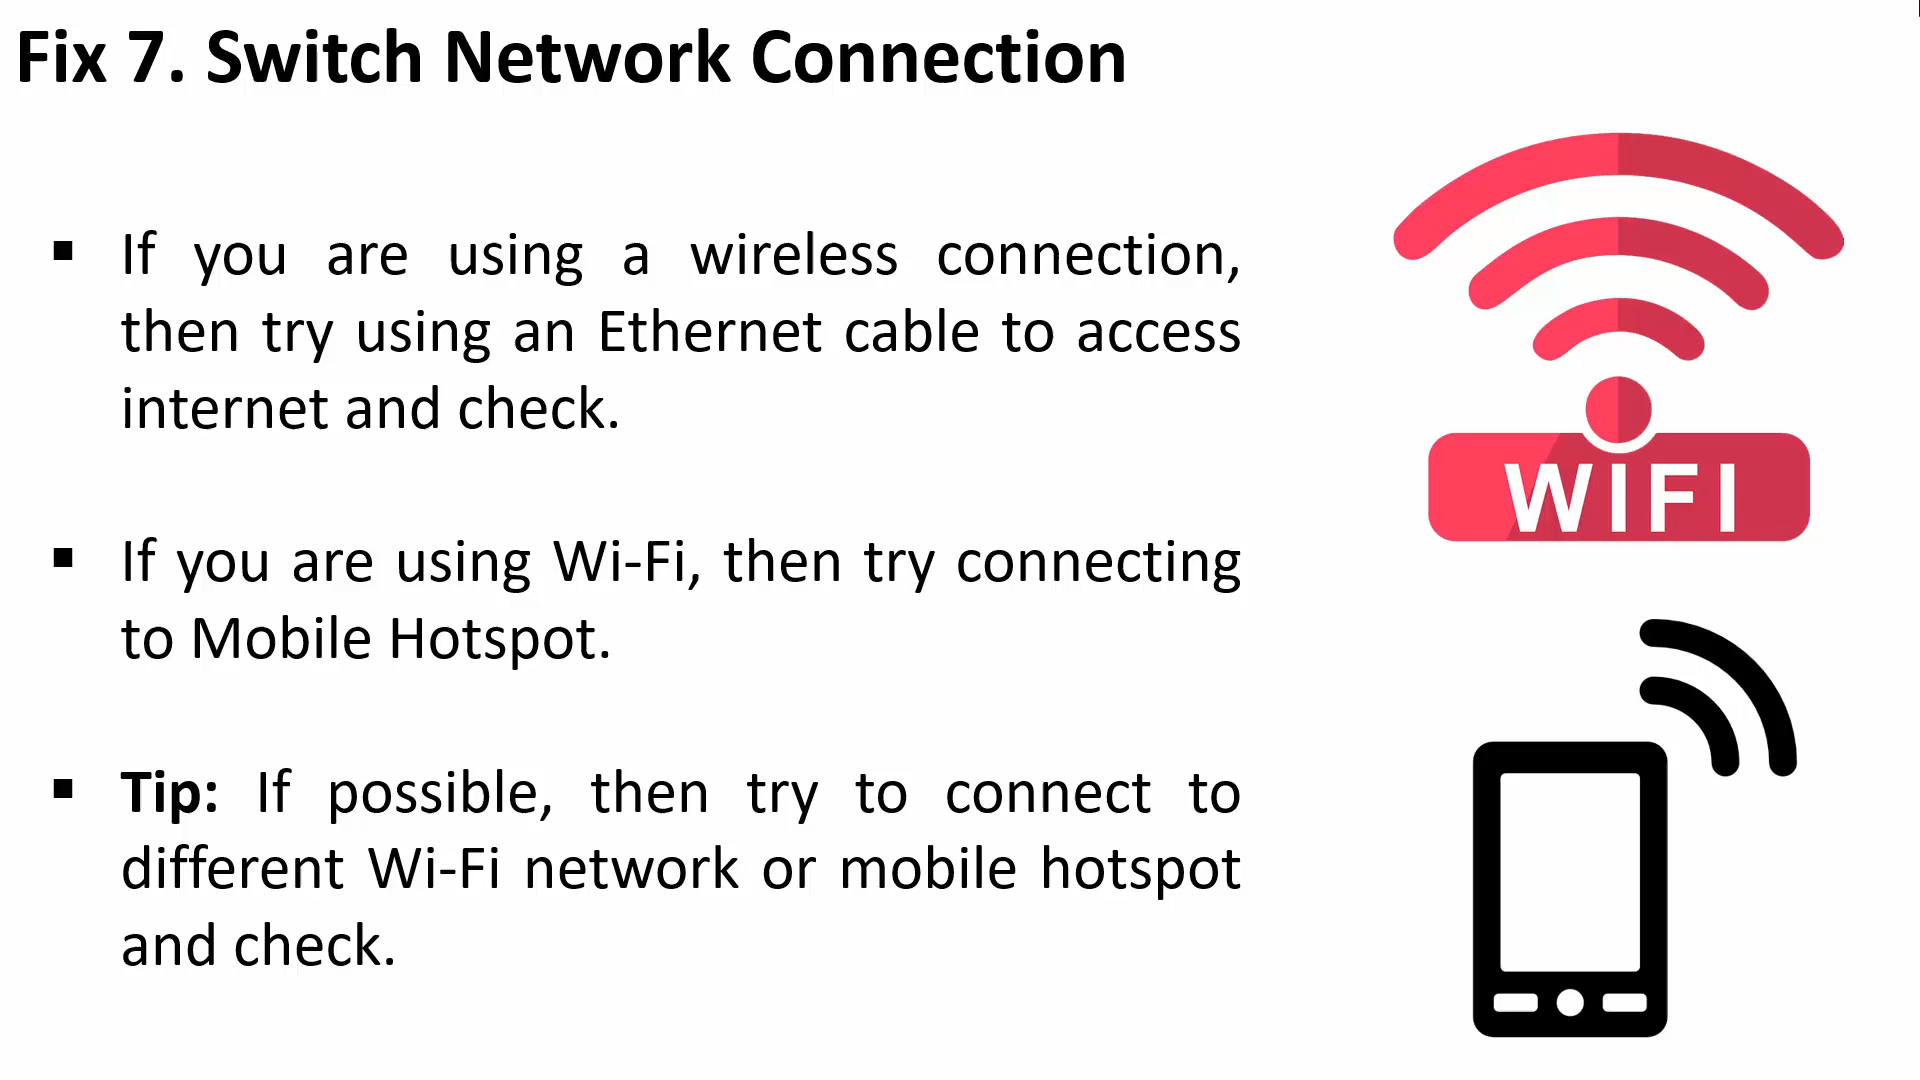 Fix 7. Switch Network Connection
▪ If you are using a wireless connection,
then try using an Ethernet cable to access
internet and check.
▪ If you are using Wi-Fi, then try connecting
to Mobile Hotspot.
▪ Tip: If possible, then try to connect to
different Wi-Fi network or mobile hotspot
and check.
WIFI